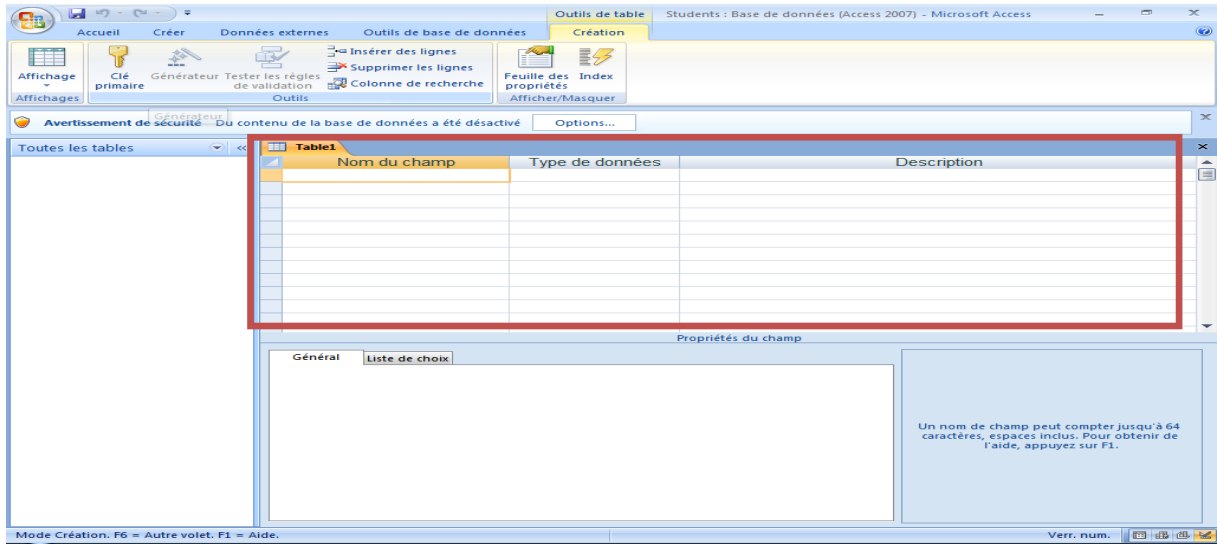 Outils de table Students : Base de données (Access 2007) - Microsoft Access
Accueil Créer Données externes Outils de base de données Création
Affichage
Clé primaire
Générateur
Tester les règles de validation
Insérer des lignes
Supprimer les lignes
Colonne de recherche
Feuille des propriétés
Index
Affichages Outils Afficher/Masquer
Générateur
Avertissement de sécurité Du contenu de la base de données a été désactivé Options...
Toutes les tables
Table1
Nom du champ Type de données Description
Propriétés du champ
Général Liste de choix
Un nom de champ peut compter jusqu'à 64
caractères, espaces inclus. Pour obtenir de
l'aide, appuyez sur F1.
Mode Création. F6 = Autre volet. F1 = Aide. Verr. num.